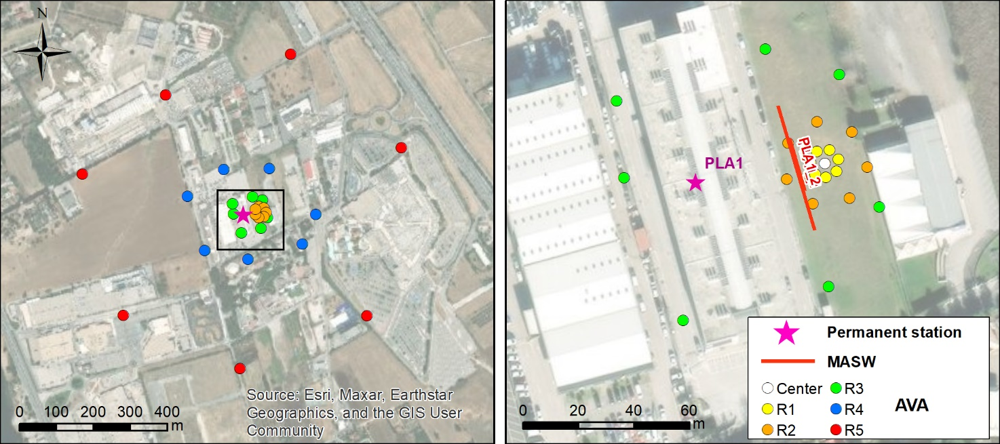 N
0 100 200 300 400
m
Source: Esri, Maxar, Earthstar
Geographics, and the GIS User
Community
PLA1
PLA1_2
0 20 40 60
m
Permanent station
MASW
Center R3
R1 R4
R2 R5
AVA